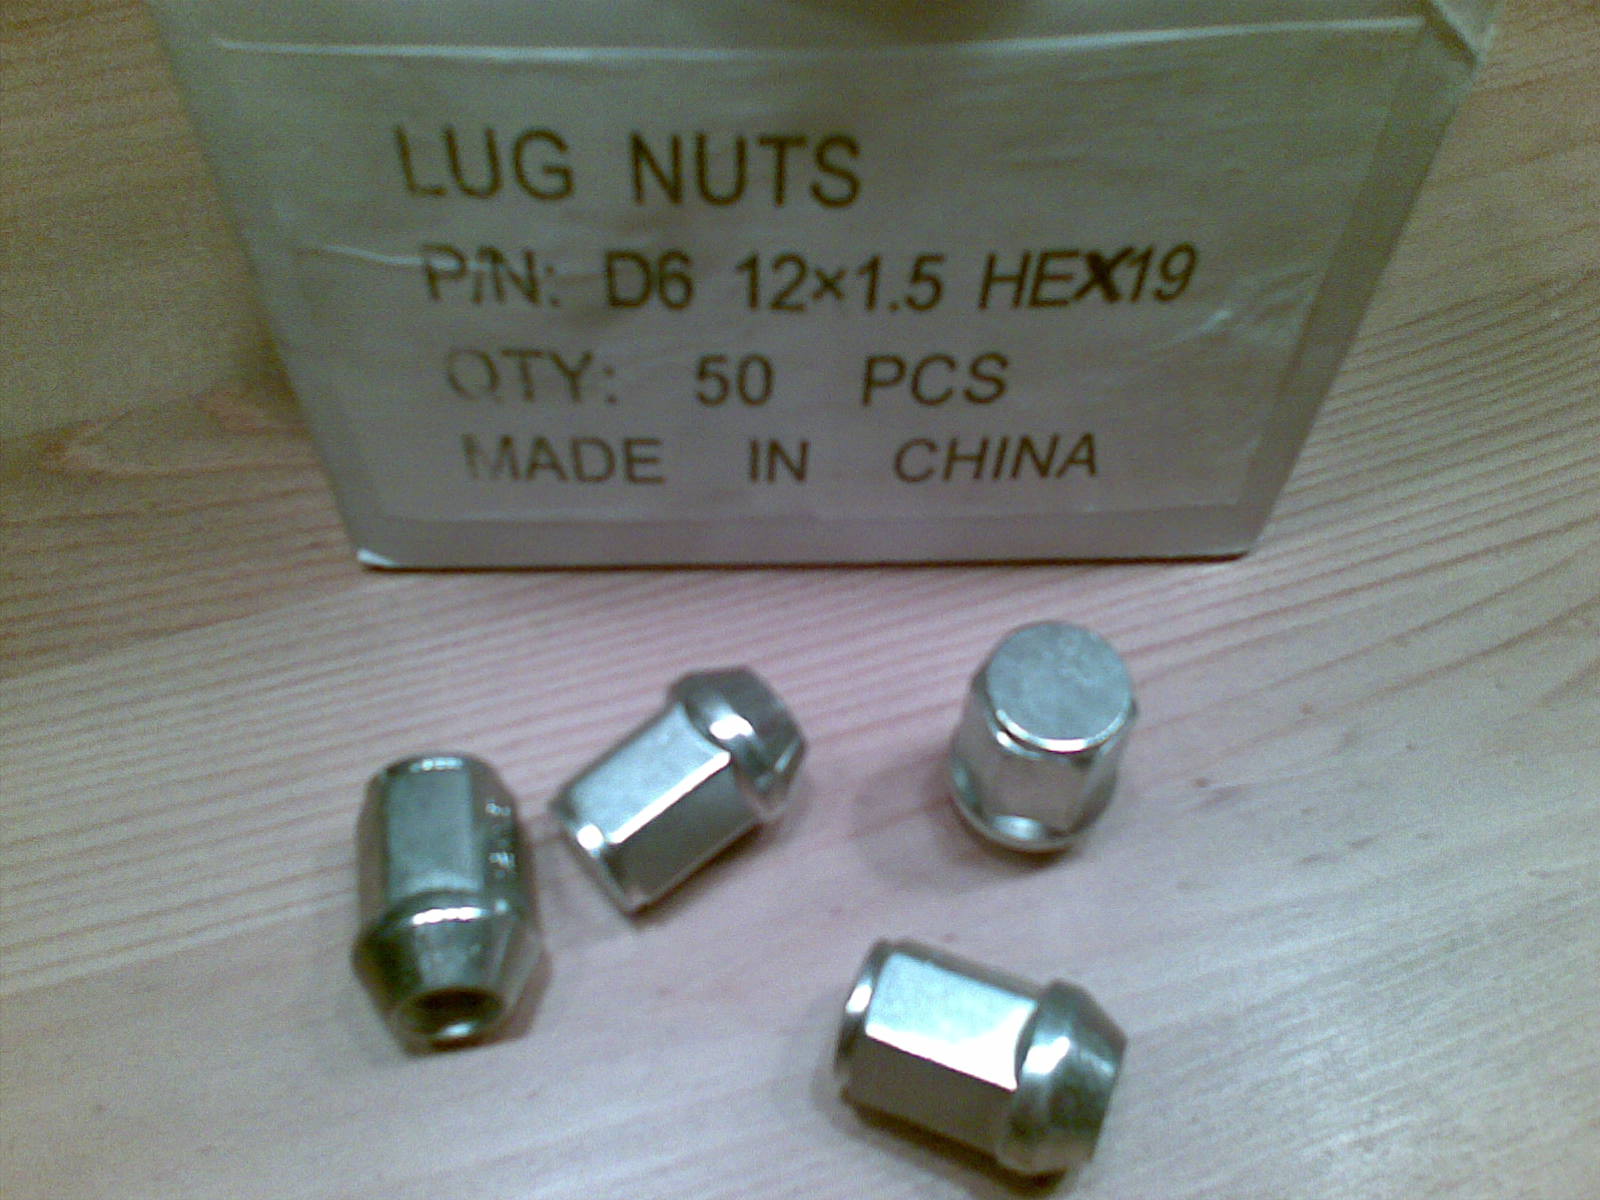 LUG NUTS
P/N: D6 12×1.5 HEX19
QTY: 50 PCS
MADE IN CHINA